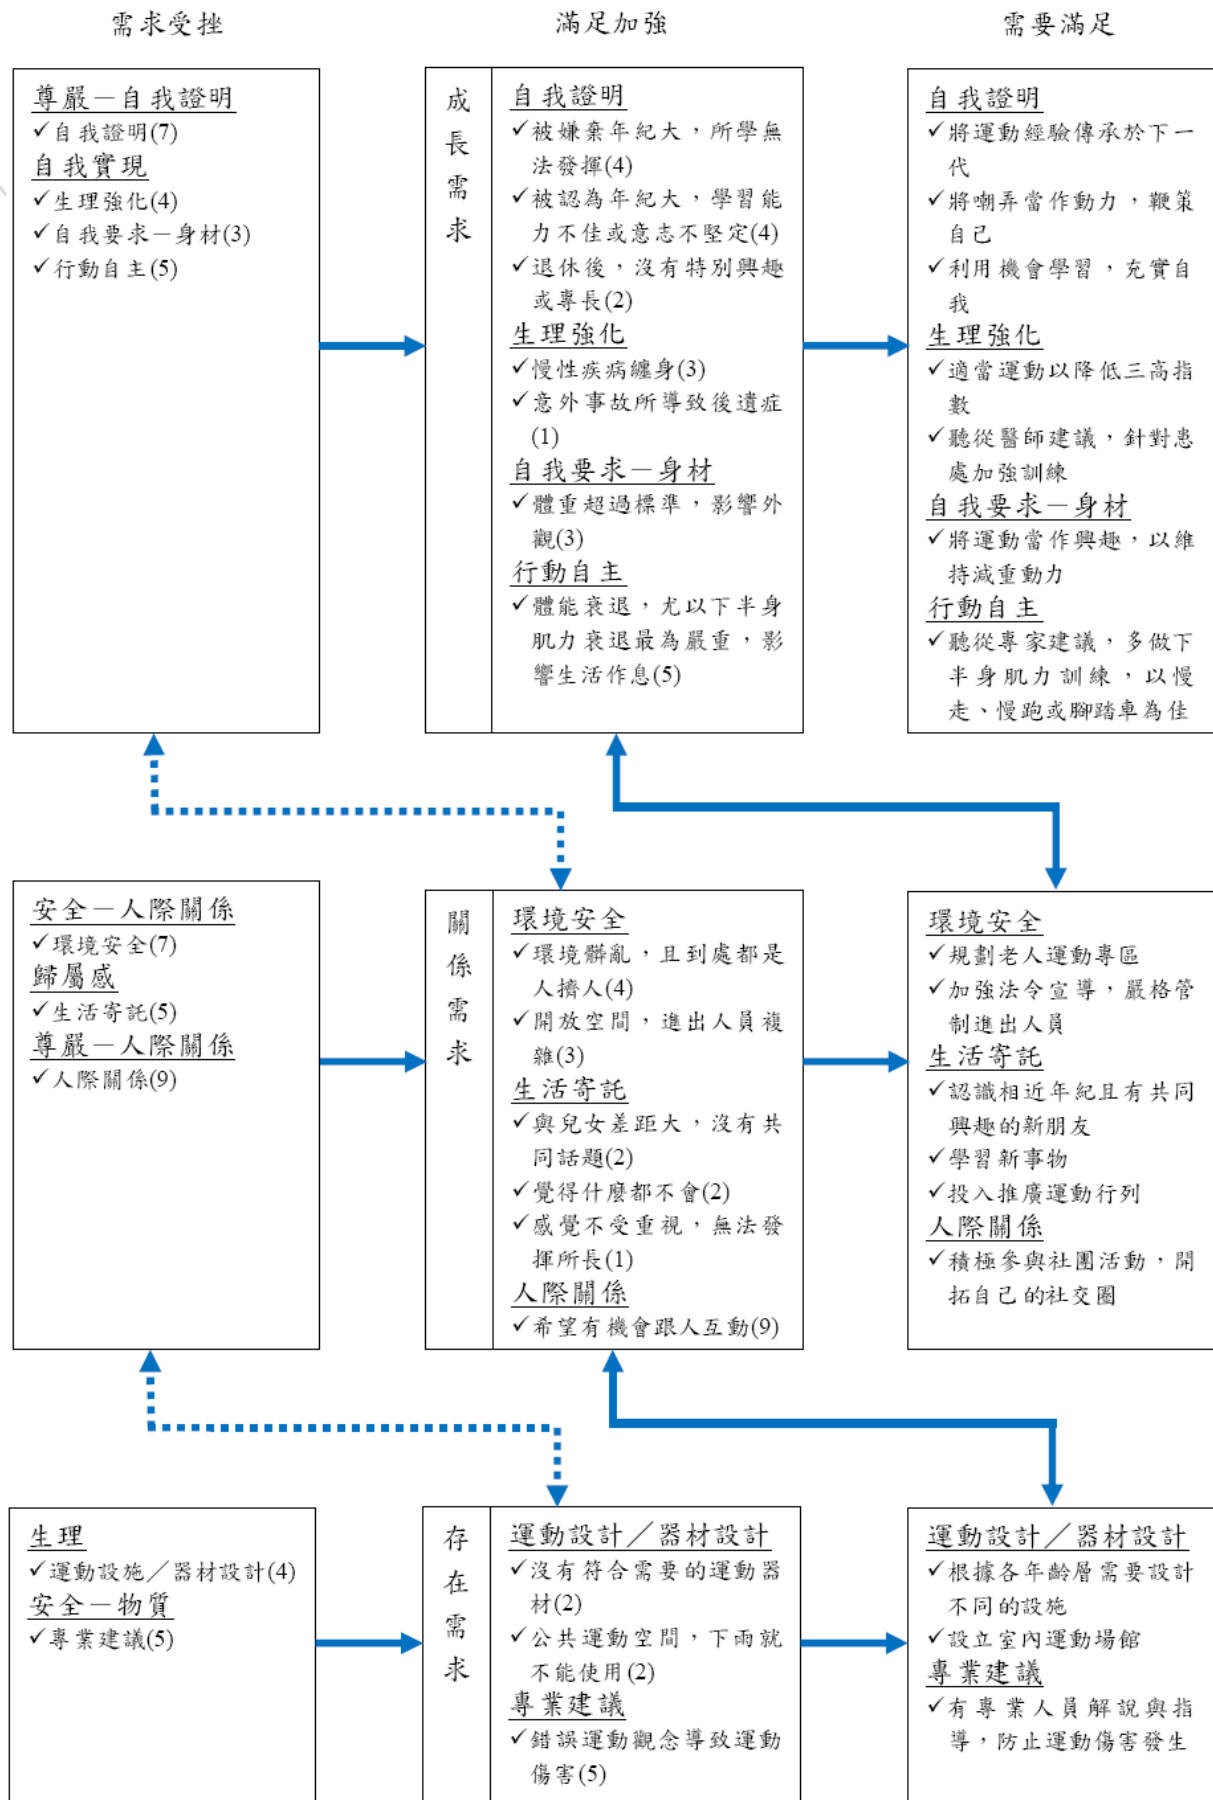 需求受挫
滿足加強
需要滿足
尊嚴－自我證明
✓自我證明(7)
自我實現
✓生理強化(4)
✓自我要求－身材(3)
✓行動自主(5)
成長需求
自我證明
✓被嫌棄年紀大，所學無
法發揮(4)
✓被認為年紀大，學習能
力不佳或意志不堅定(4)
✓退休後，沒有特別興趣
或專長(2)
生理強化
✓慢性疾病纏身(3)
✓意外事故所導致後遺症
(1)
自我要求－身材
✓體重超過標準，影響外
觀(3)
行動自主
✓體能衰退，尤以下半身
肌力衰退最為嚴重，影
響生活作息(5)
自我證明
✓將運動經驗傳承於下一
代
✓將嘲弄當作動力，鞭策
自己
✓利用機會學習，充實自
我
生理強化
✓適當運動以降低三高指
數
✓聽從醫師建議，針對患
處加強訓練
自我要求－身材
✓將運動當作興趣，以維
持減重動力
行動自主
✓聽從專家建議，多做下
半身肌力訓練，以慢
走、慢跑或腳踏車為佳
安全－人際關係
✓環境安全(7)
歸屬感
✓生活寄託(5)
尊嚴－人際關係
✓人際關係(9)
關係需求
環境安全
✓環境髒亂，且到處都是
人擠人(4)
✓開放空間，進出人員複
雜(3)
生活寄託
✓與兒女差距大，沒有共
同話題(2)
✓覺得什麼都不會(2)
✓感覺不受重視，無法發
揮所長(1)
人際關係
✓希望有機會跟人互動(9)
環境安全
✓規劃老人運動專區
✓加強法令宣導，嚴格管
制進出人員
生活寄託
✓認識相近年紀且有共同
興趣的新朋友
✓學習新事物
✓投入推廣運動行列
人際關係
✓積極參與社團活動，開
拓自己的社交圈
生理
✓運動設施／器材設計(4)
安全－物質
✓專業建議(5)
存在需求
運動設計／器材設計
✓沒有符合需要的運動器
材(2)
✓公共運動空間，下雨就
不能使用(2)
專業建議
✓錯誤運動觀念導致運動
傷害(5)
運動設計／器材設計
✓根據各年齡層需要設計
不同的設施
✓設立室內運動場館
專業建議
✓有專業人員解說與指
導，防止運動傷害發生